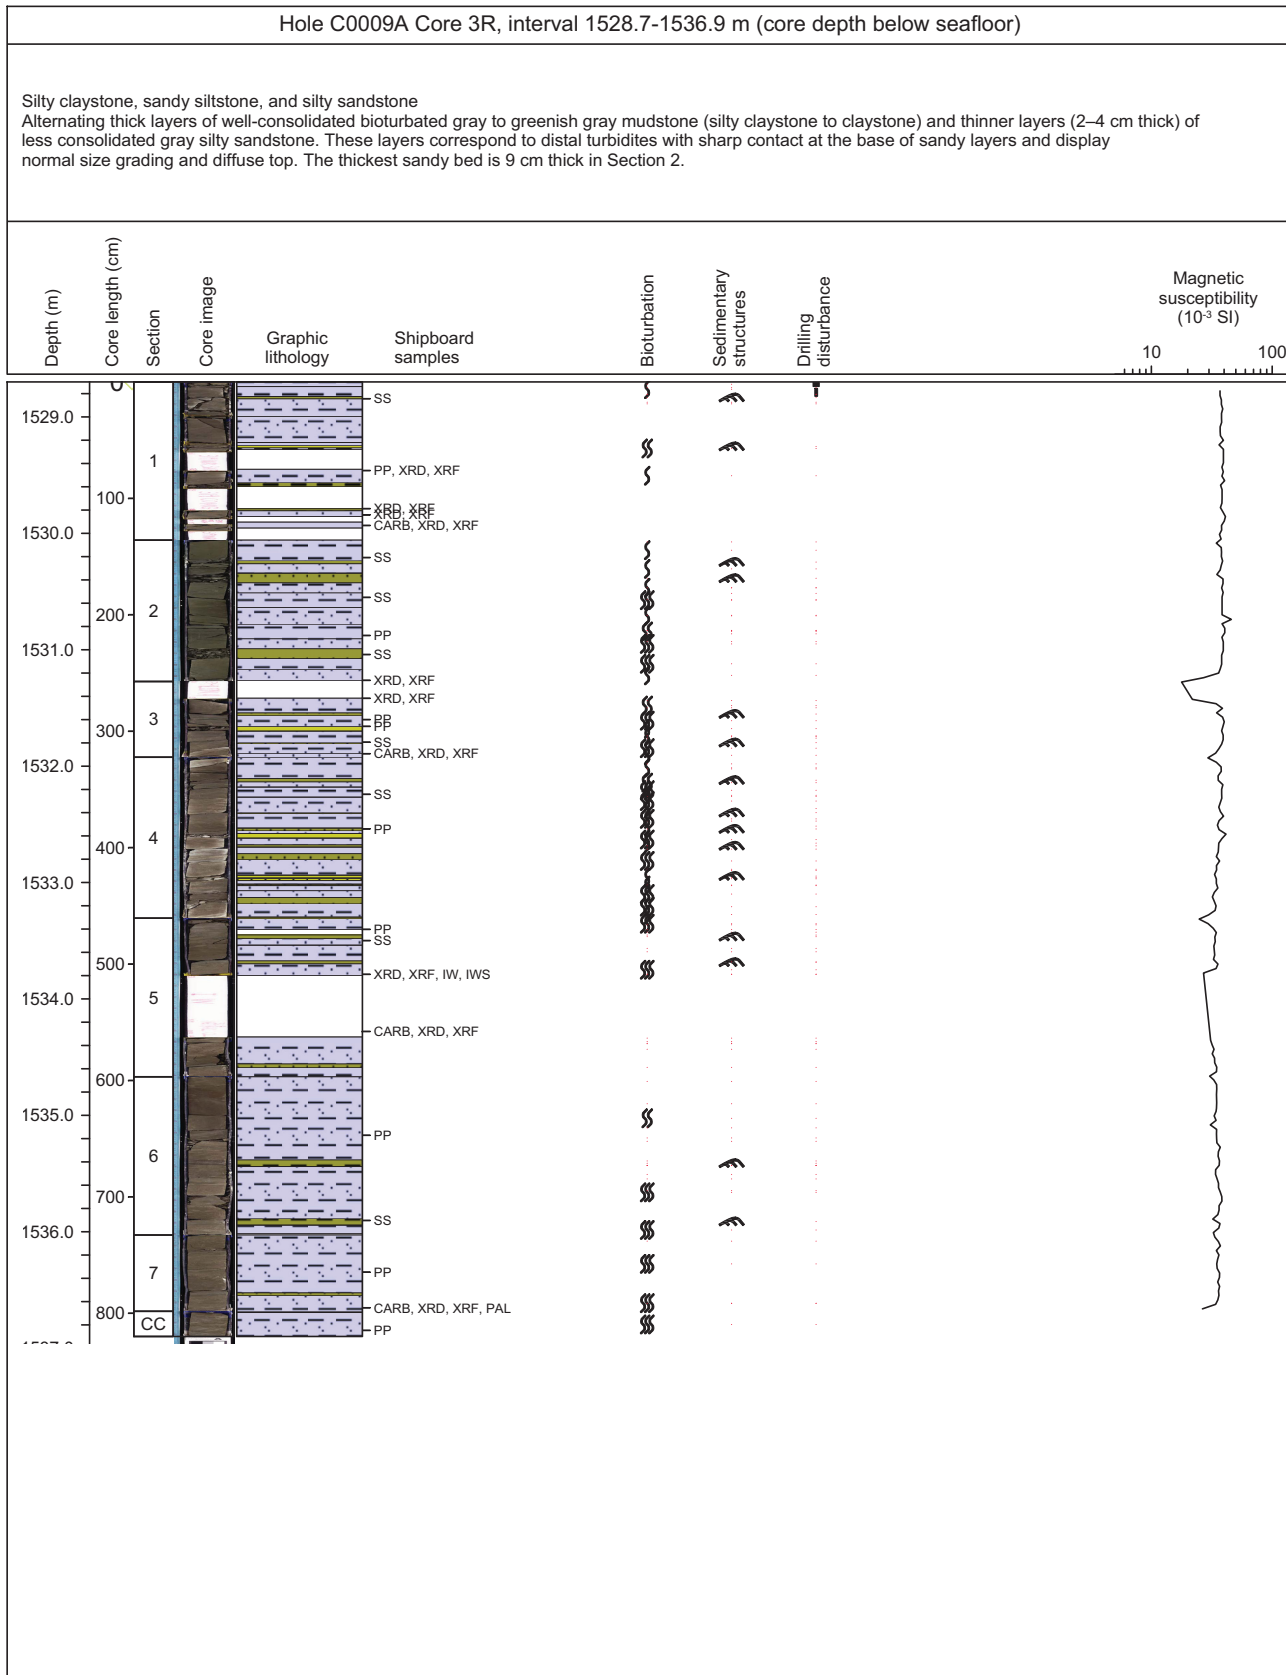 Hole C0009A Core 3R, interval 1528.7-1536.9 m (core depth below seafloor)
Silty claystone, sandy siltstone, and silty sandstone
Alternating thick layers of well-consolidated bioturbated gray to greenish gray mudstone (silty claystone to claystone) and thinner layers (2–4 cm thick) of
less consolidated gray silty sandstone. These layers correspond to distal turbidites with sharp contact at the base of sandy layers and display
normal size grading and diffuse top. The thickest sandy bed is 9 cm thick in Section 2.
Depth (m)
Core length (cm)
Section
Core image
Graphic
lithology
Shipboard
samples
Bioturbation
Sedimentary
structures
Drilling
disturbance
Magnetic
susceptibility
(10-3 SI)
10 100
0
SS
1529.0
1
PP, XRD, XRF
100
XRD, XRF
XRD, XRF
CARB, XRD, XRF
1530.0
SS
SS
2
200
PP
1531.0
SS
XRD, XRF
XRD, XRF
3
PP
PP
300
SS
CARB, XRD, XRF
1532.0
SS
PP
4
400
1533.0
PP
SS
500
XRD, XRF, IW, IWS
1534.0
5
CARB, XRD, XRF
600
1535.0
PP
6
700
SS
1536.0
PP
7
CARB, XRD, XRF, PAL
800
CC
PP